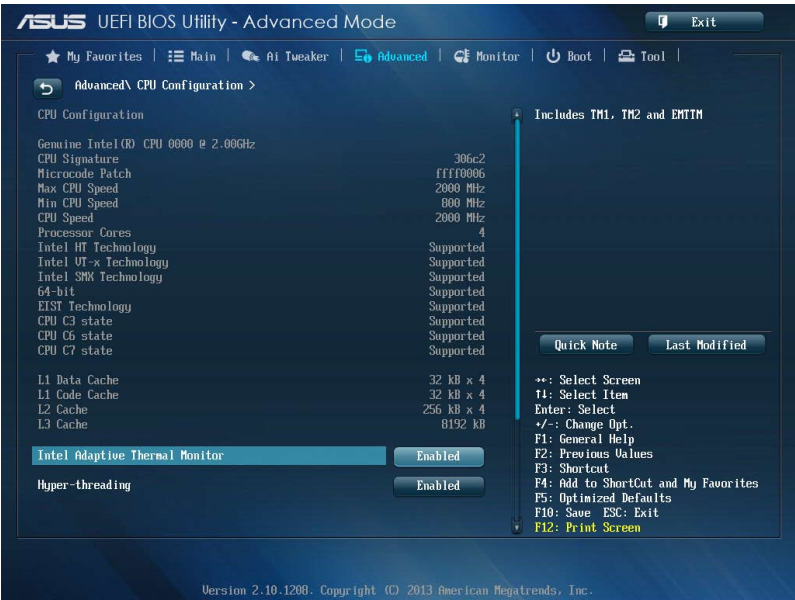 ASUS UEFI BIOS Utility - Advanced Mode
Exit
My Favorites | Main | Ai Tweaker | Advanced | Monitor | Boot | Tool |
Advanced\ CPU Configuration >
CPU Configuration
Includes TM1, TM2 and EMTTM
Genuine Intel(R) CPU 0000 @ 2.00GHz
CPU Signature 306c2
Microcode Patch ffff0006
Max CPU Speed 2000 MHz
Min CPU Speed 800 MHz
CPU Speed 2000 MHz
Processor Cores 4
Intel HT Technology Supported
Intel VT-x Technology Supported
Intel SMX Technology Supported
64-bit Supported
EIST Technology Supported
CPU C3 state Supported
CPU C6 state Supported
CPU C7 state Supported
L1 Data Cache 32 kB x 4
L1 Code Cache 32 kB x 4
L2 Cache 256 kB x 4
L3 Cache 8192 kB
Intel Adaptive Thermal Monitor Enabled
Hyper-threading Enabled
Quick Note Last Modified
→←: Select Screen
↑↓: Select Item
Enter: Select
+/-: Change Opt.
F1: General Help
F2: Previous Values
F3: Shortcut
F4: Add to ShortCut and My Favorites
F5: Optimized Defaults
F10: Save ESC: Exit
F12: Print Screen
Version 2.10.1208. Copyright (C) 2013 American Megatrends, Inc.